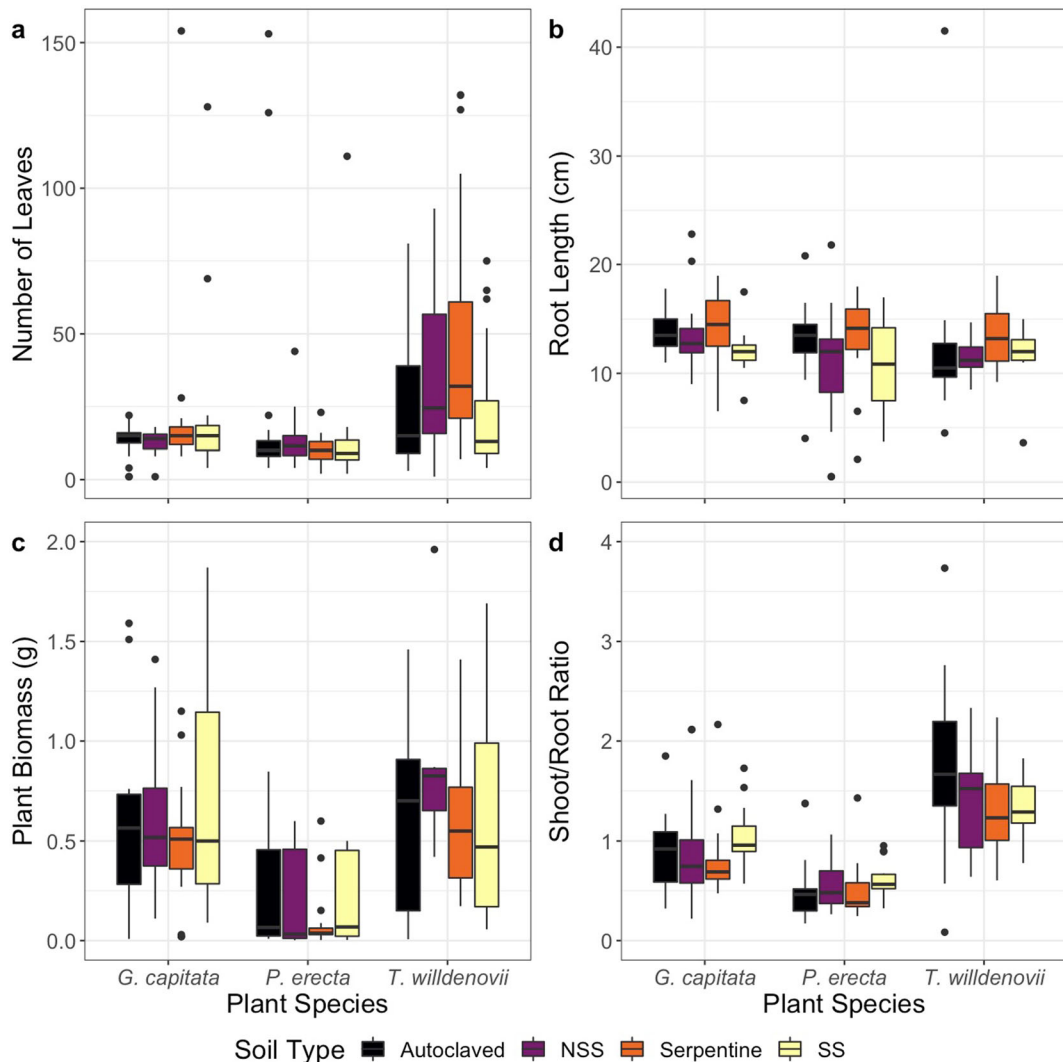 a
Number of Leaves
150
100
50
0
b
Root Length (cm)
40
30
20
10
0
c
Plant Biomass (g)
2.0
1.5
1.0
0.5
0.0
G. capitata P. erecta T. willdenovii
Plant Species
d
Shoot/Root Ratio
4
3
2
1
0
G. capitata P. erecta T. willdenovii
Plant Species
Soil Type Autoclaved NSS Serpentine SS